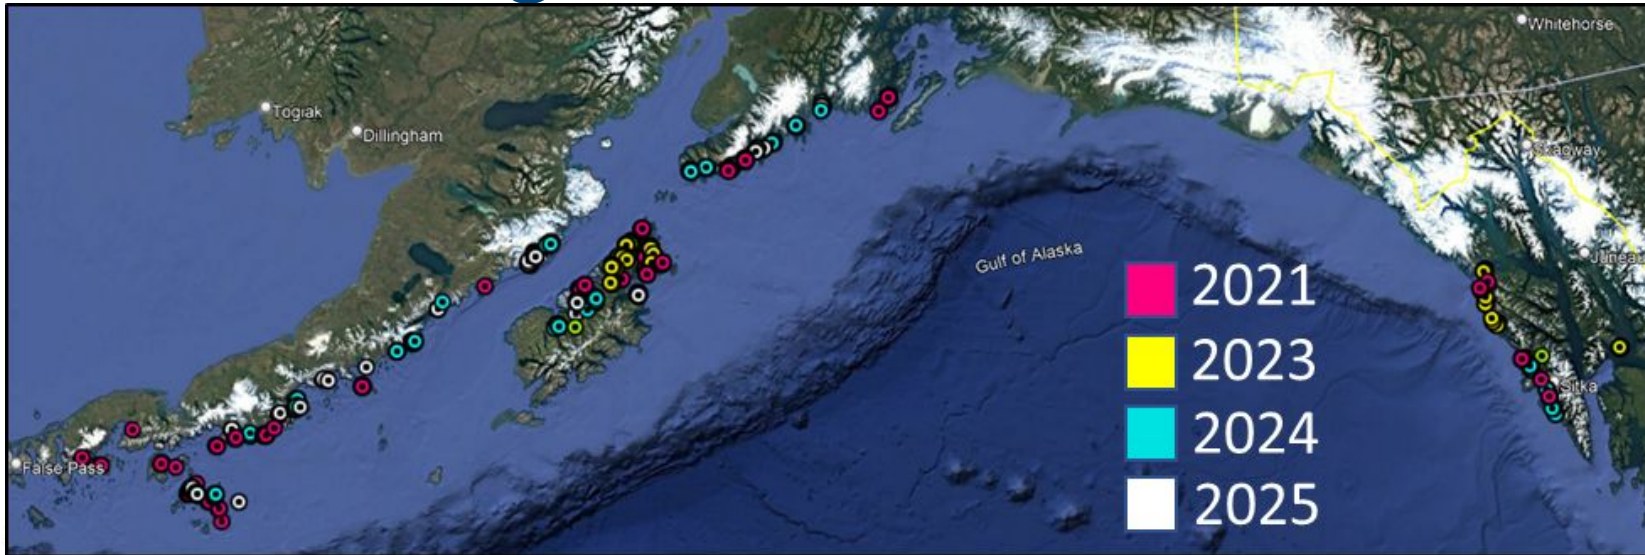 Whitehorse
Togiak
Dillingham
Skagway
Gulf of Alaska
Juneau
2021
2023
2024
2025
Sitka
False Pass